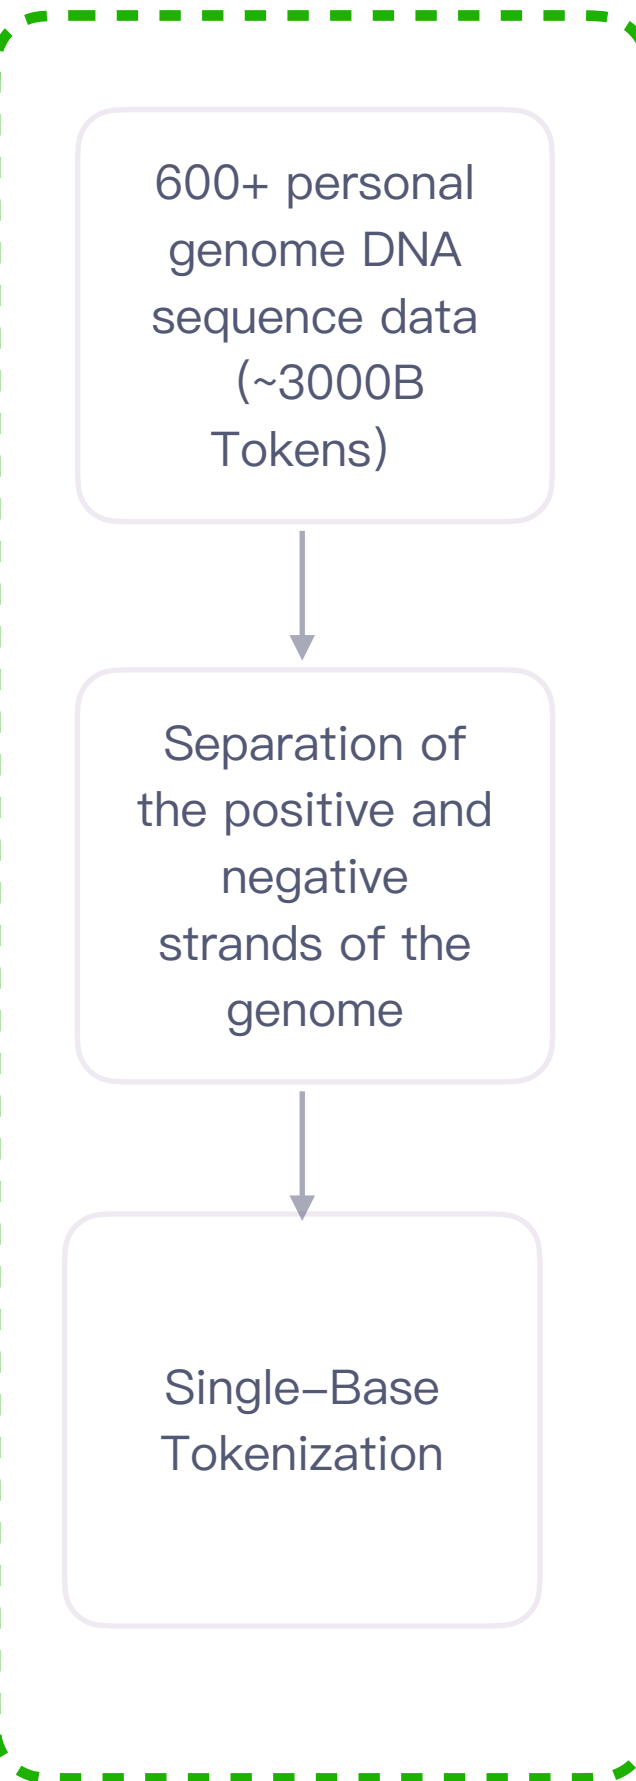 600+ personal
genome DNA
sequence data
(~3000B
Tokens)
Separation of
the positive and
negative
strands of the
genome
Single-Base
Tokenization